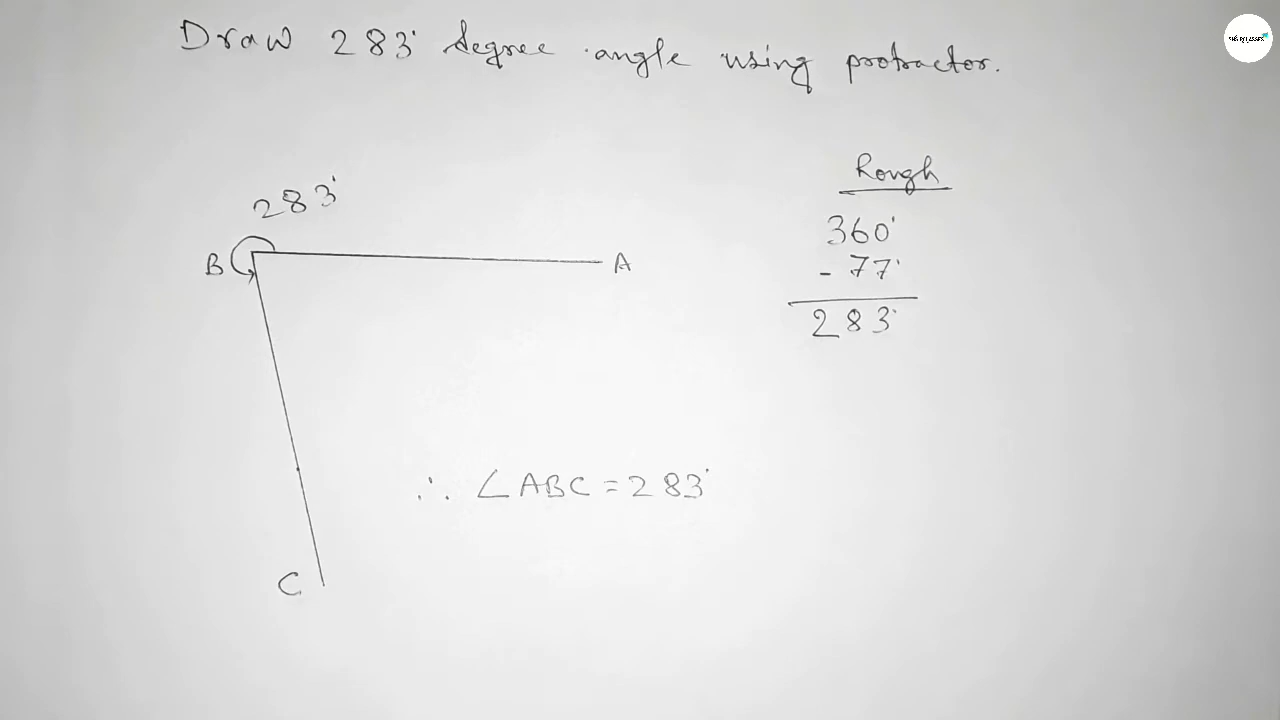 Draw 283° degree angle using protractor.
Rough
360°
- 77°
283°
283°
B
A
C
∴ ∠ABC = 283°